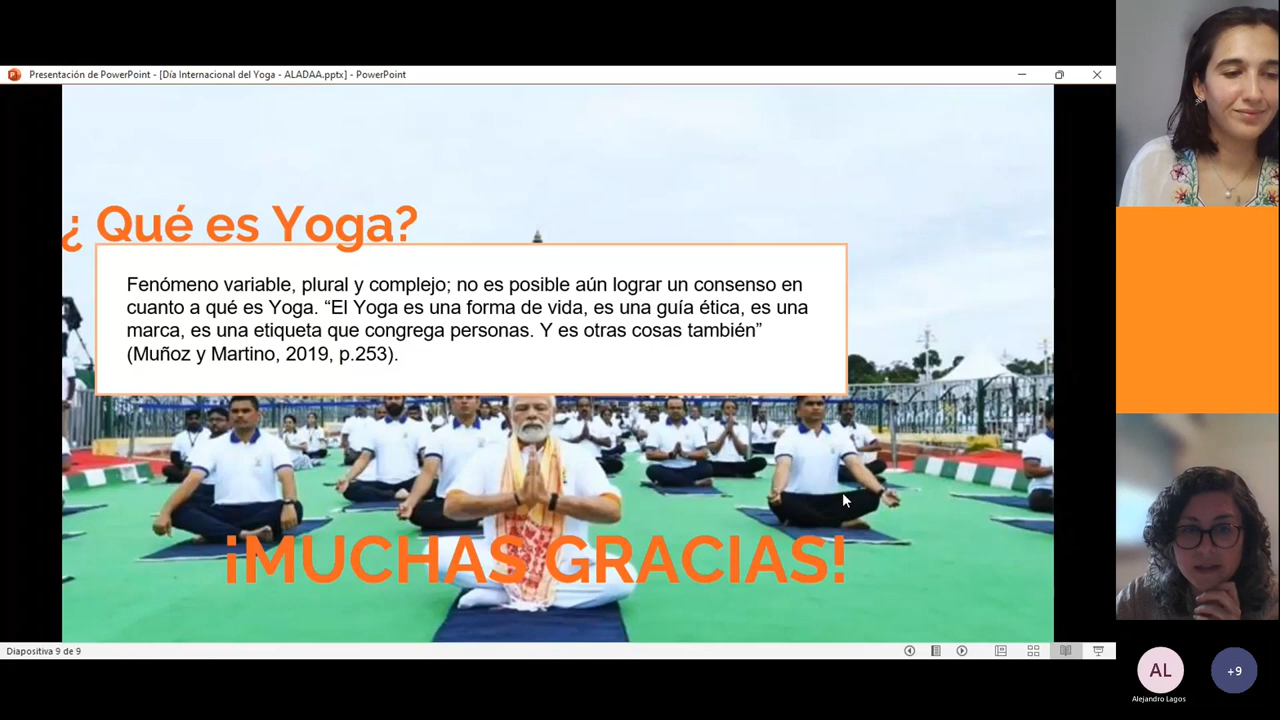 Presentación de PowerPoint - [Día Internacional del Yoga - ALADAA.pptx] - PowerPoint
¿ Qué es Yoga?
Fenómeno variable, plural y complejo; no es posible aún lograr un consenso en
cuanto a qué es Yoga. “El Yoga es una forma de vida, es una guía ética, es una
marca, es una etiqueta que congrega personas. Y es otras cosas también”
(Muñoz y Martino, 2019, p.253).
¡MUCHAS GRACIAS!
Diapositiva 9 de 9
AL
+9
Alejandro Lagos